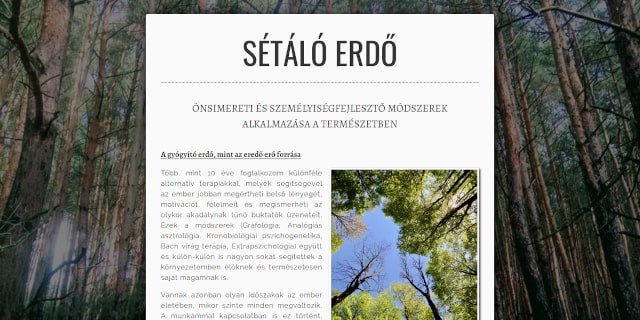 SÉTÁLÓ ERDŐ
ÖNSIMERETI ÉS SZEMÉLYISÉGFEJLESZTŐ MÓDSZEREK
ALKALMAZÁSA A TERMÉSZETBEN
A gyógyító erdő, mint az eredő erő forrása
Több, mint 10 éve foglalkozom különféle
alternatív terápiákkal, melyek segítségével
az ember jobban megértheti belső lényegét,
motivációit, félelmeit és megismerheti az
olykor akadálynak tűnő buktatók üzeneteit.
Ezek a módszerek (Grafológia, Analógiás
asztrológia, Kronobiológiai pszichogenetika,
Bach virág terápia, Extrapszichológia) együtt
és külön-külön is nagyon sokat segítettek a
környezetemben élőknek és természetesen
saját magamnak is.
Vannak azonban olyan időszakok az ember
életében, mikor szinte minden megváltozik.
A munkámmal kapcsolatban is ez történt.